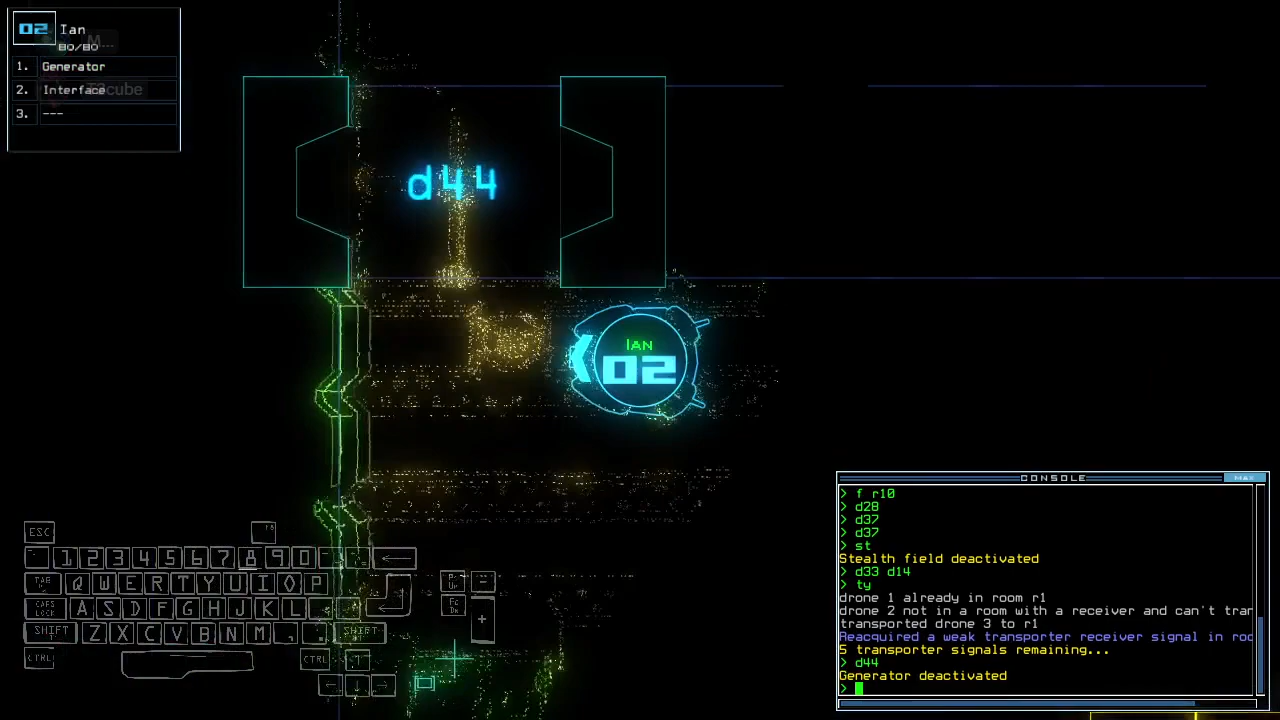 02 Ian
80/80
1. Generator
2. Interface
3. ---
d44
Ian
02
CONSOLE
MAX
> f r10
> d28
> d37
> d37
> st
Stealth field deactivated
> d33 d14
> ty
drone 1 already in room r1
drone 2 not in a room with a receiver and can't tran
transported drone 3 to r1
Reacquired a weak transporter receiver signal in roo
5 transporter signals remaining...
> d44
Generator deactivated
>
ESC
1 2 3 4 5 6 7 8 9 0
TAB Q W E R T Y U I O P
CAPS LOCK A S D F G H J K L
SHIFT Z X C V B N M , . SHIFT
CTRL CTRL